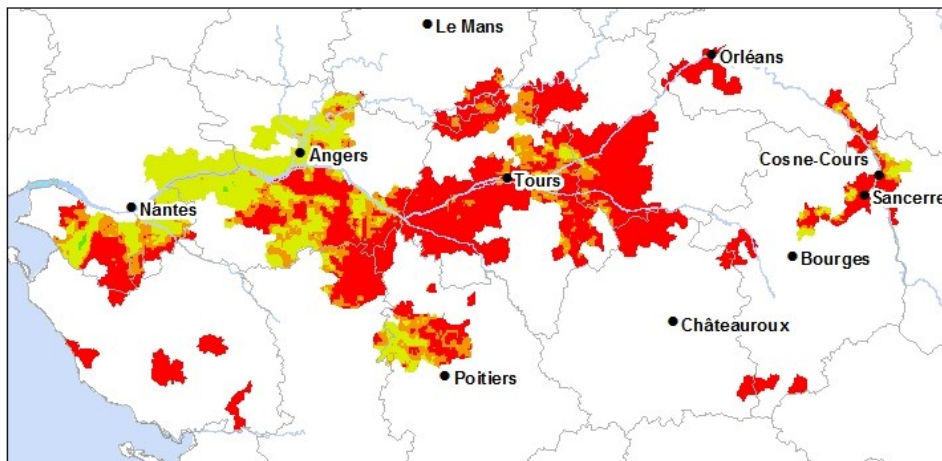 Le Mans
Orléans
Angers
Cosne-Cours
Tours
Sancerre
Nantes
Bourges
Châteauroux
Poitiers